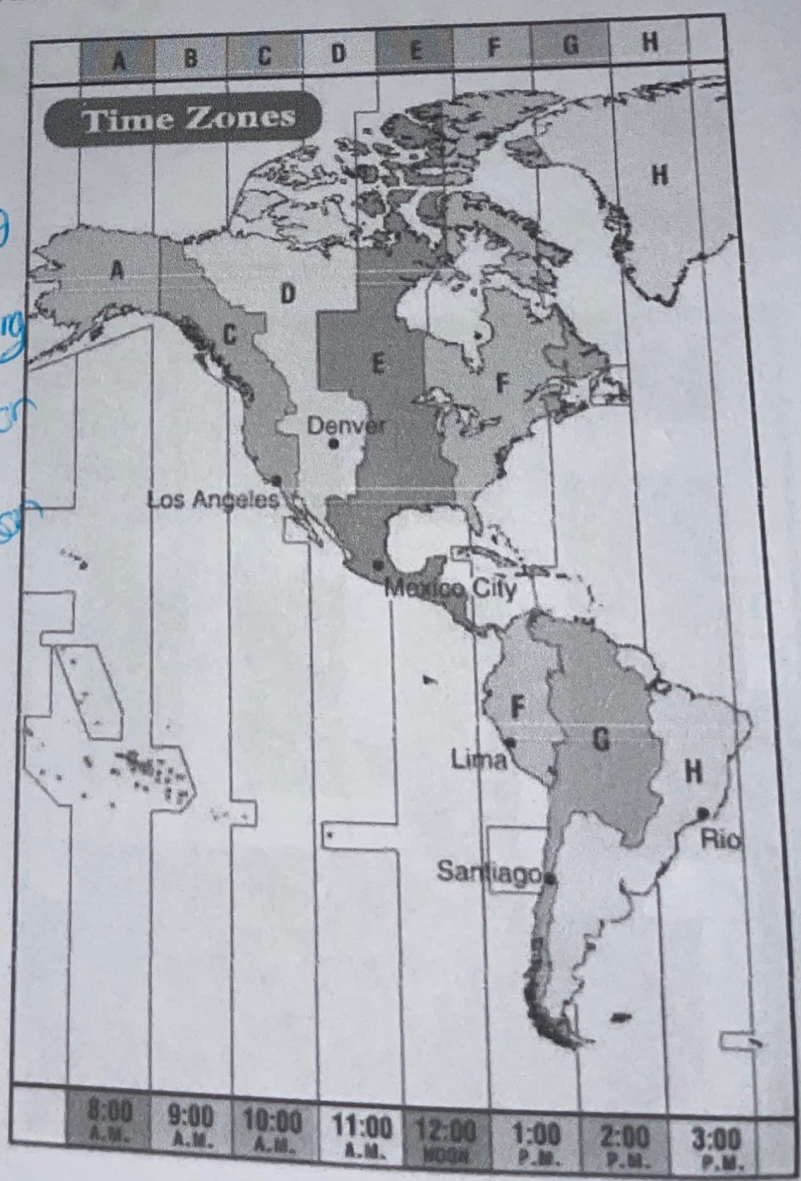 A B C D E F G H
Time Zones
H
A
D
C
E
F
Denver
Los Angeles
Mexico City
F
G
Lima
H
Rio
Santiago
8:00 A.M. 9:00 A.M. 10:00 A.M. 11:00 A.M. 12:00 NOON 1:00 P.M. 2:00 P.M. 3:00 P.M.